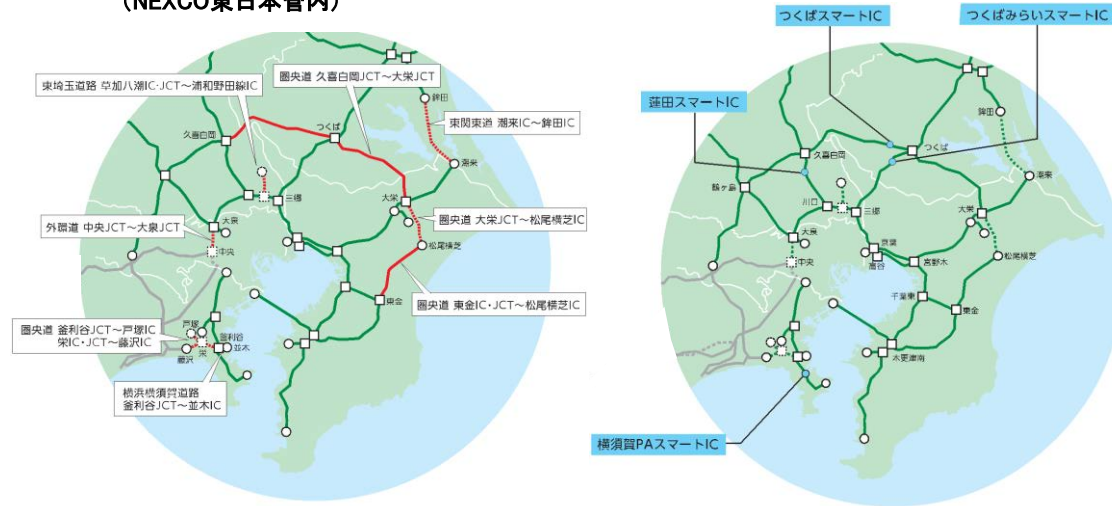 （NEXCO東日本管内）
東埼玉道路 草加八潮IC・JCT～浦和野田線IC
圏央道 久喜白岡JCT～大栄JCT
鉾田
東関東道 潮来IC～鉾田IC
久喜白岡
つくば
潮来
三郷
大栄
圏央道 大栄JCT～松尾横芝IC
大泉
外環道 中央JCT～大泉JCT
中央
松尾横芝
東金
圏央道 東金IC・JCT～松尾横芝IC
圏央道 釜利谷JCT～戸塚IC
栄IC・JCT～藤沢IC
戸塚
釜利谷
栄
並木
藤沢
横浜横須賀道路
釜利谷JCT～並木IC
つくばスマートIC
つくばみらいスマートIC
蓮田スマートIC
鉾田
久喜白岡
つくば
鶴ヶ島
潮来
川口
三郷
大栄
大泉
京葉
中央
高谷
宮野木
松尾横芝
千葉東
東金
木更津南
横須賀PAスマートIC